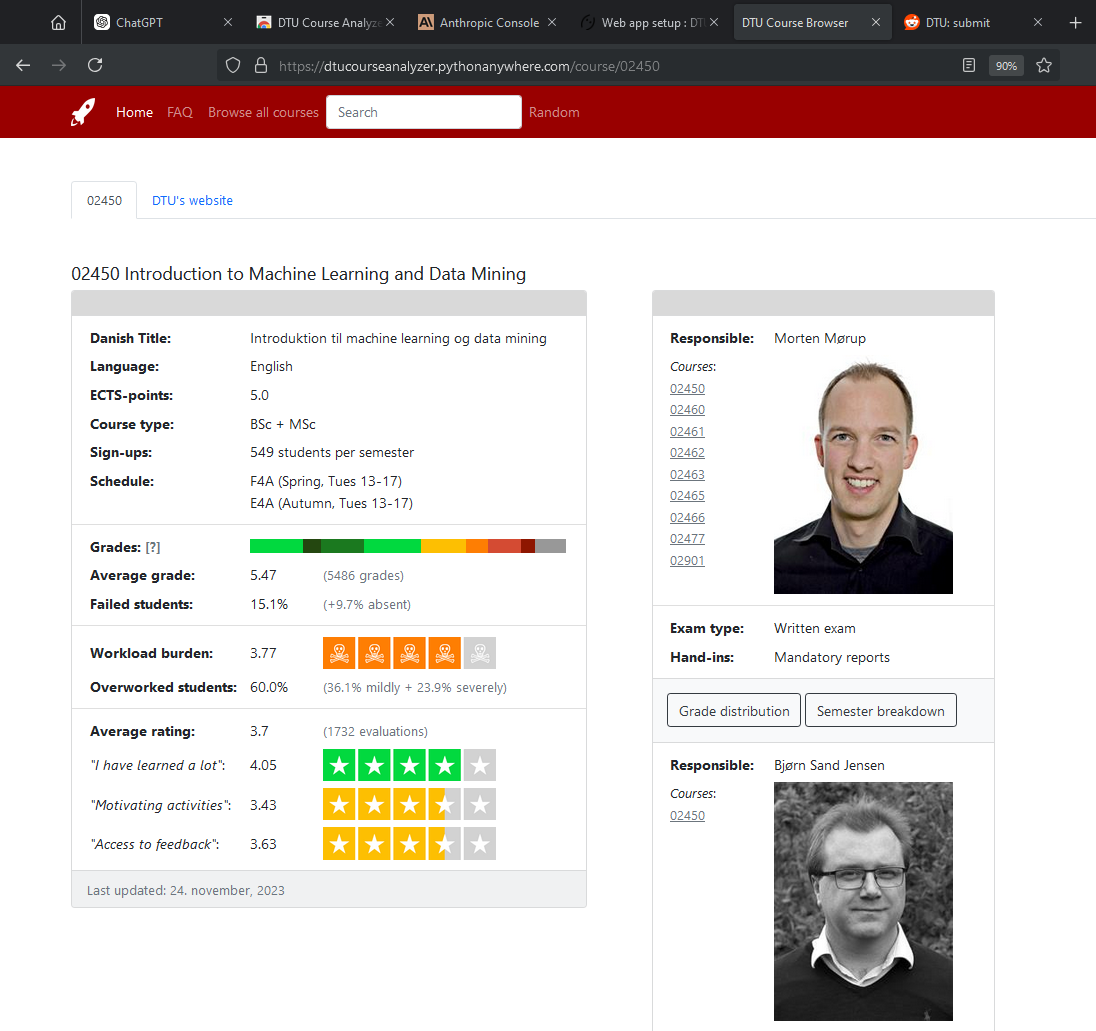 ChatGPT
DTU Course Analyze
Anthropic Console
Web app setup : DT
DTU Course Browser
DTU: submit
https://dtucourseanalyzer.pythonanywhere.com/course/02450
90%
Home
FAQ
Browse all courses
Search
Random
02450
DTU's website
02450 Introduction to Machine Learning and Data Mining
Danish Title: Introduktion til machine learning og data mining
Language: English
ECTS-points: 5.0
Course type: BSc + MSc
Sign-ups: 549 students per semester
Schedule: F4A (Spring, Tues 13-17)
E4A (Autumn, Tues 13-17)
Grades: [?]
Average grade: 5.47 (5486 grades)
Failed students: 15.1% (+9.7% absent)
Workload burden: 3.77
Overworked students: 60.0% (36.1% mildly + 23.9% severely)
Average rating: 3.7 (1732 evaluations)
"I have learned a lot": 4.05
"Motivating activities": 3.43
"Access to feedback": 3.63
Last updated: 24. november, 2023
Responsible: Morten Mørup
Courses:
02450
02460
02461
02462
02463
02465
02466
02477
02901
Exam type: Written exam
Hand-ins: Mandatory reports
Grade distribution
Semester breakdown
Responsible: Bjørn Sand Jensen
Courses:
02450